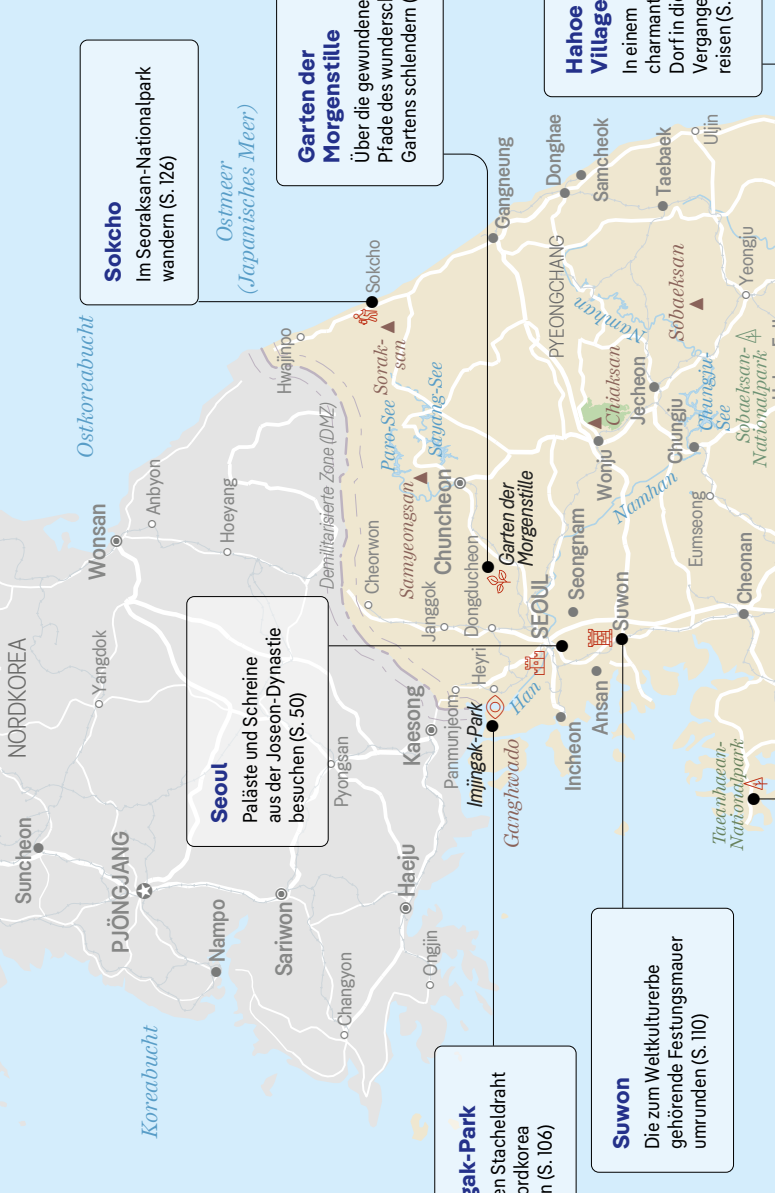 Sokcho
Im Seoraksan-Nationalpark
wandern (S. 126)
Garten der
Morgenstille
Über die gewundene
Pfade des wundersch
Gartens schlendern (
Hahoe
Village
In einem
charmant
Dorf in die
Vergange
reisen (S.
Seoul
Paläste und Schreine
aus der Joseon-Dynastie
besuchen (S. 50)
gak-Park
en Stacheldraht
ordkorea
n (S. 106)
Suwon
Die zum Weltkulturerbe
gehörende Festungsmauer
umrunden (S. 110)
NORDKOREA
Koreabucht
Ostkoreabucht
Ostmeer
(Japanisches Meer)
Suncheon
PJÖNGJANG
Nampo
Sariwon
Changyon
Ongjin
Haeju
Yangdok
Pyongsan
Kaesong
Panmunjeom
Wonsan
Anbyon
Hoeyang
Demilitarisierte Zone (DMZ)
Hwajinpo
Sokcho
Sorak-
san
Paro-See
Soyang-See
Samyeongsan
Cheorwon
Chuncheon
Janggok
Dongducheon
Heyri
Imjingak-Park
Ganghwado
Han
SEOUL
Garten der
Morgenstille
Seongnam
Incheon
Ansan
Suwon
Gangneung
Donghae
Samcheok
Taebaek
Uljin
PYEONGCHANG
Namhan
Chiaksan
Wonju
Jecheon
Chungju
Chungju-
See
Namhan
Eumseong
Cheonan
Sobaeksan
Yeongju
Sobaeksan-
Nationalpark
Taeanhaean-
Nationalpark